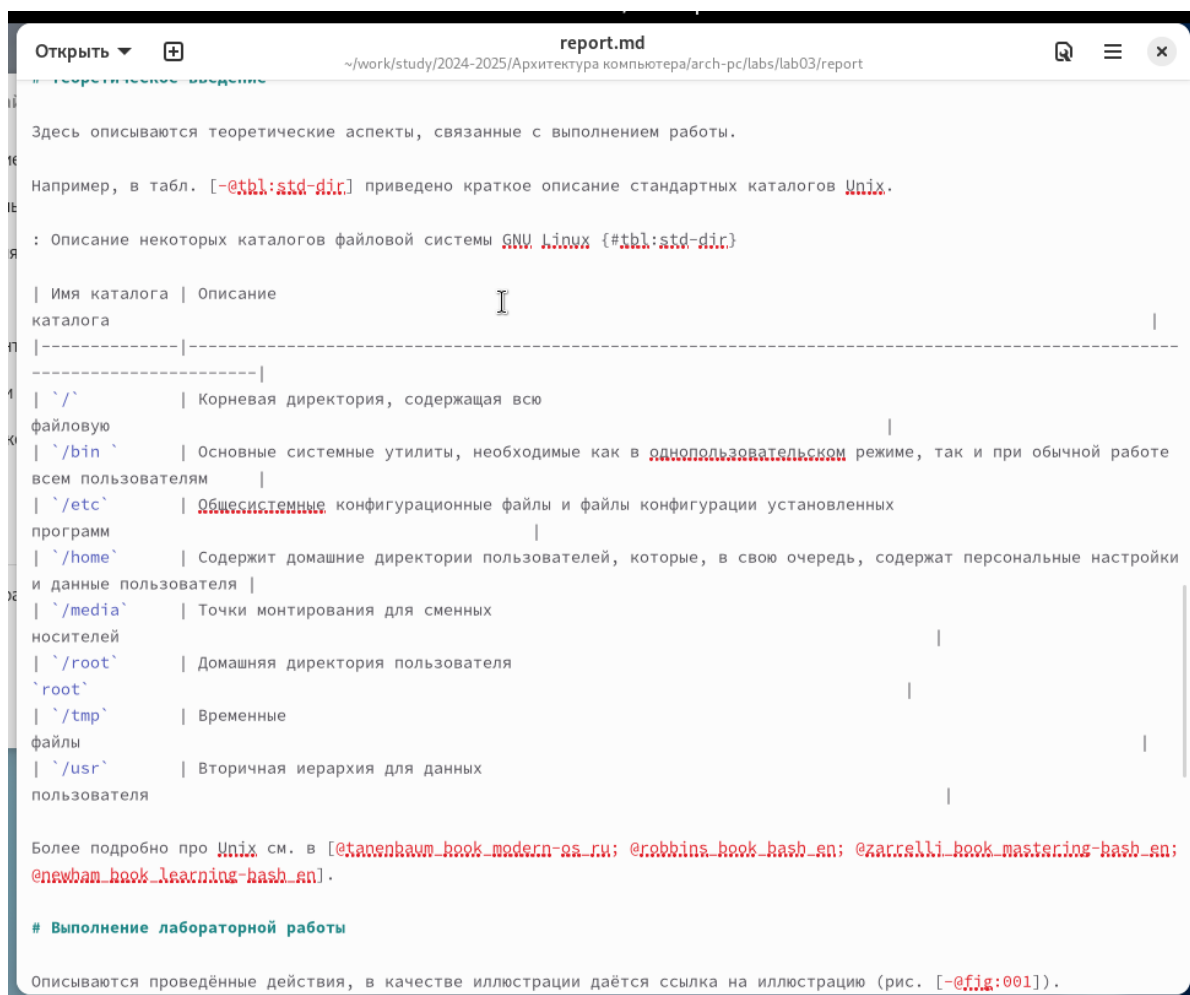 Открыть
report.md
~/work/study/2024-2025/Архитектура компьютера/arch-pc/labs/lab03/report
# Теоретическое введение
Здесь описываются теоретические аспекты, связанные с выполнением работы.
Например, в табл. [-@tbl:std-dir] приведено краткое описание стандартных каталогов Unix.
: Описание некоторых каталогов файловой системы GNU Linux {#tbl:std-dir}
| Имя каталога | Описание
каталога |
|--------------|-----------------------------------------------------------------------------------------------------
-----------------------|
| `/` | Корневая директория, содержащая всю
файловую |
| `/bin ` | Основные системные утилиты, необходимые как в однопользовательском режиме, так и при обычной работе
всем пользователям |
| `/etc` | Общесистемные конфигурационные файлы и файлы конфигурации установленных
программ |
| `/home` | Содержит домашние директории пользователей, которые, в свою очередь, содержат персональные настройки
и данные пользователя |
| `/media` | Точки монтирования для сменных
носителей |
| `/root` | Домашняя директория пользователя
`root` |
| `/tmp` | Временные
файлы |
| `/usr` | Вторичная иерархия для данных
пользователя |
Более подробно про Unix см. в [@tanenbaum_book_modern-os_ru; @robbins_book_bash_en; @zarrelli_book_mastering-bash_en;
@newham_book_learning-bash_en].
# Выполнение лабораторной работы
Описываются проведённые действия, в качестве иллюстрации даётся ссылка на иллюстрацию (рис. [-@fig:001]).